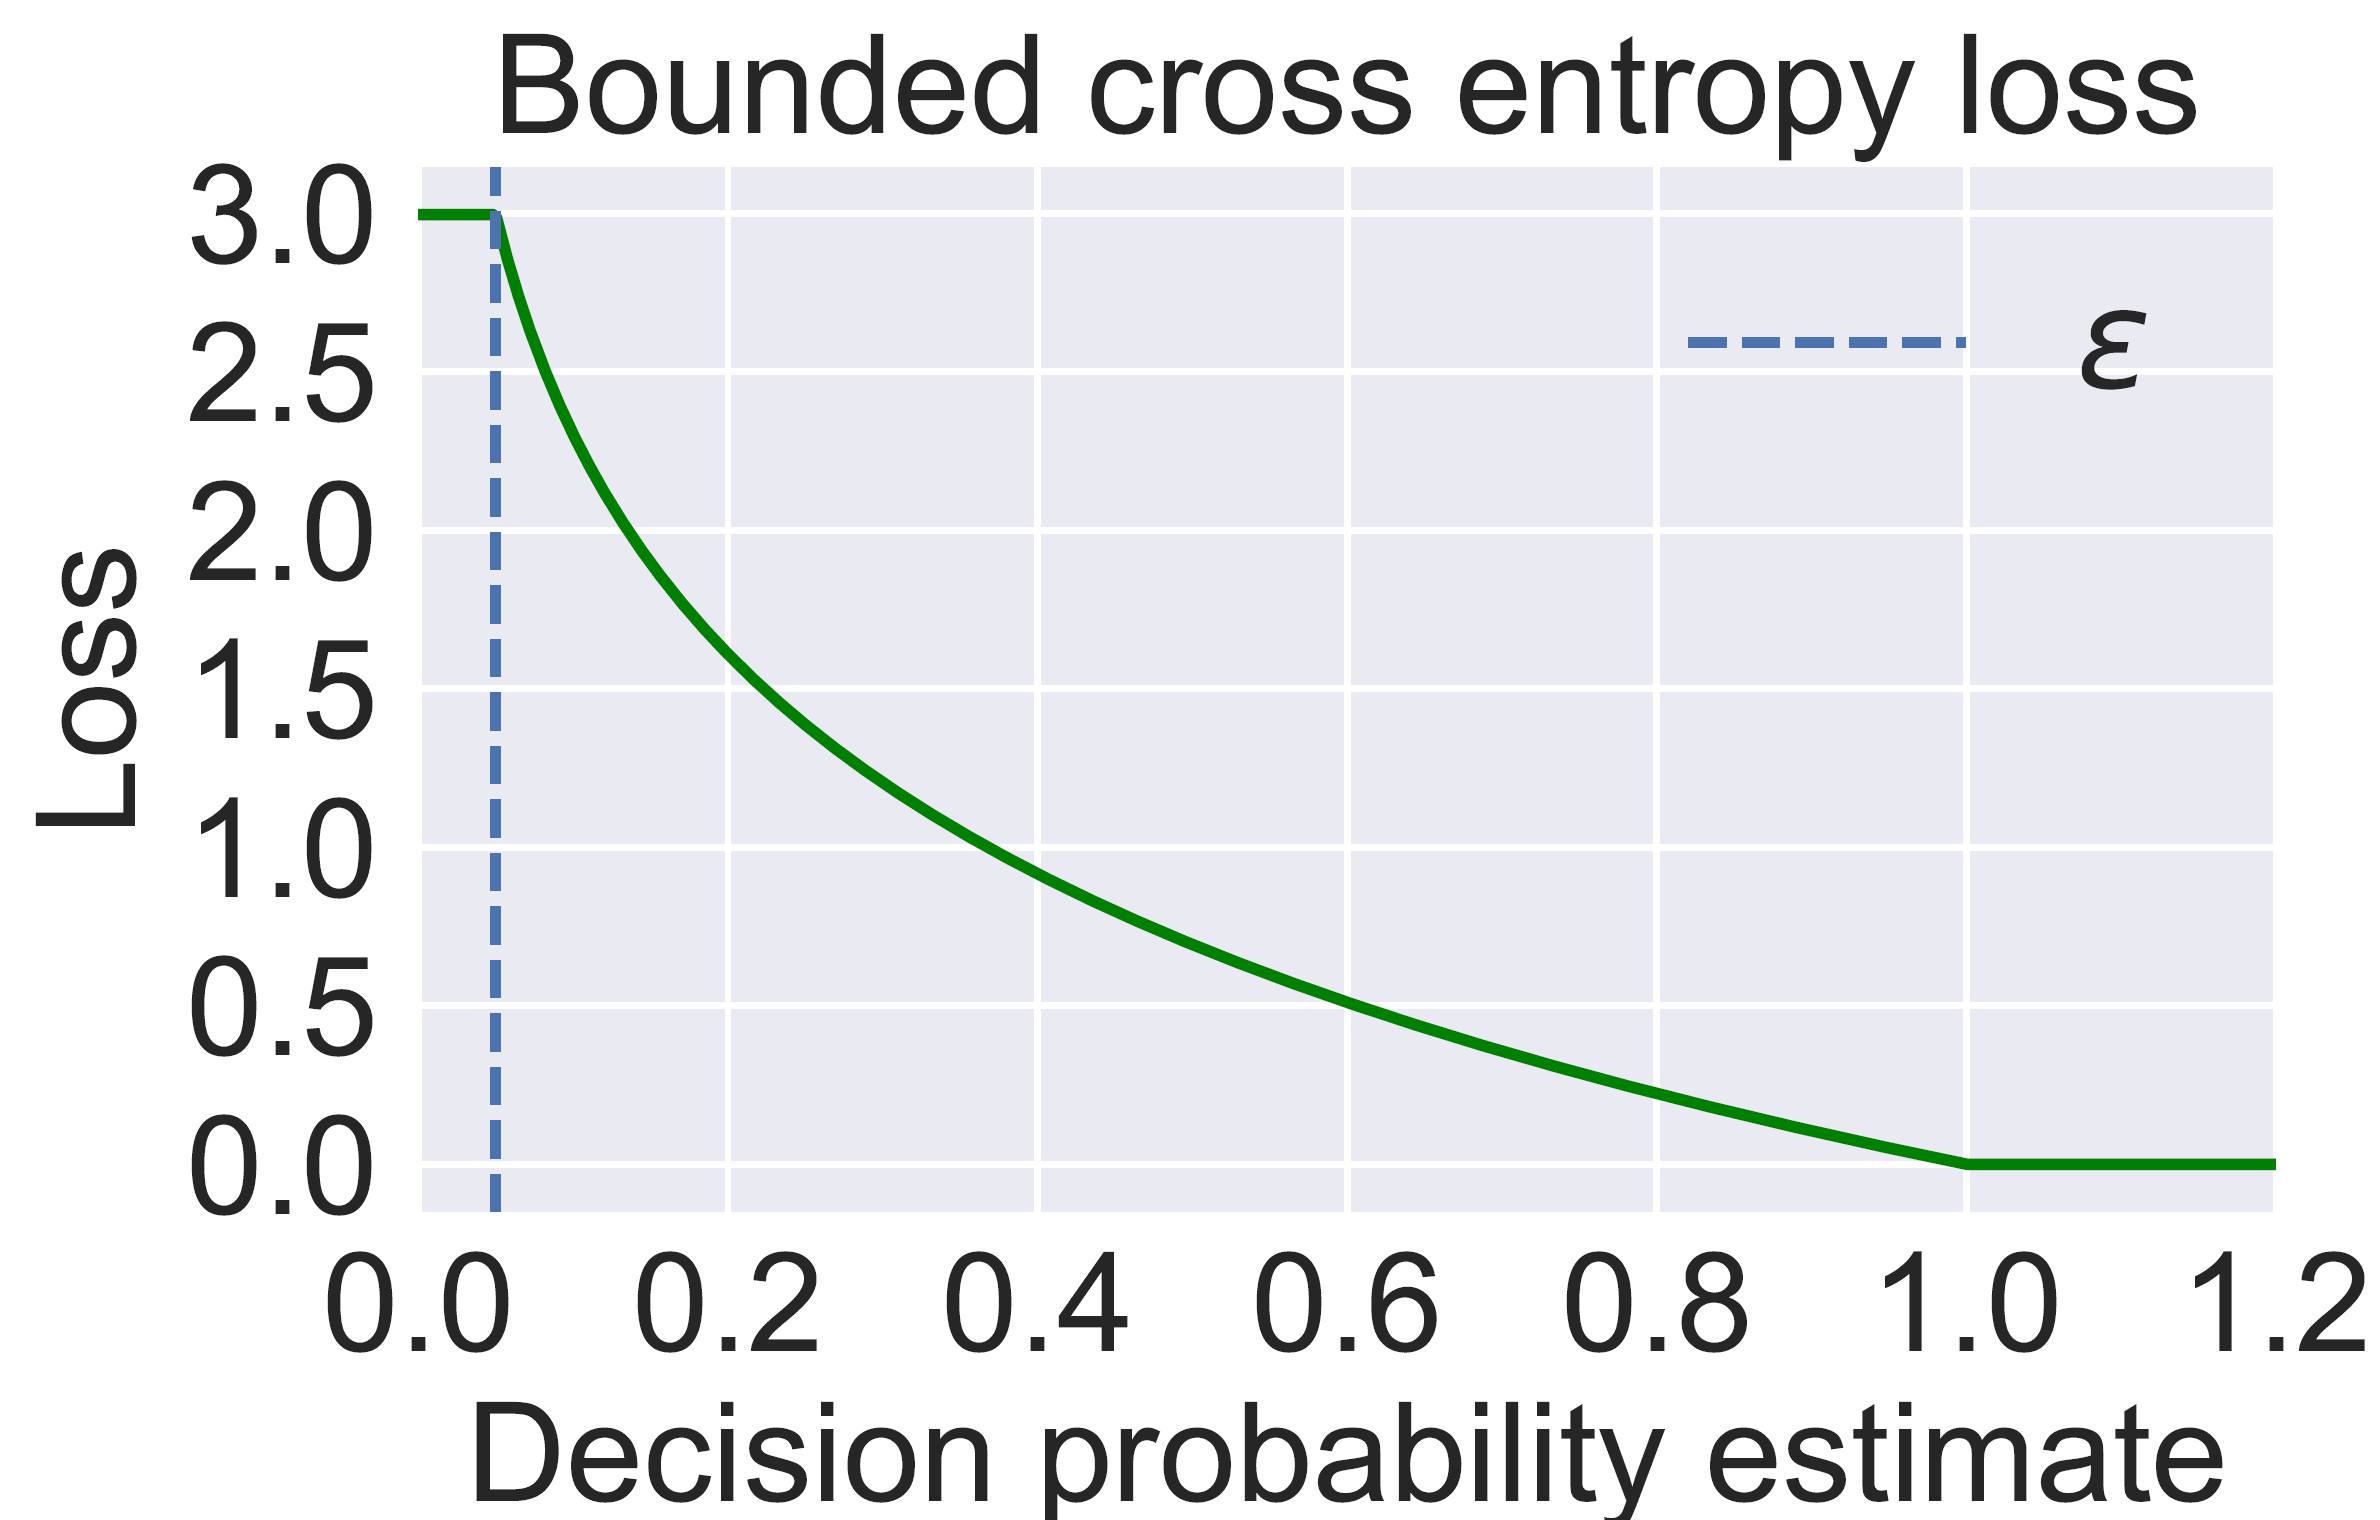 Bounded cross entropy loss
3.0
2.5
2.0
1.5
1.0
0.5
0.0
Loss
ε
0.0 0.2 0.4 0.6 0.8 1.0 1.2
Decision probability estimate